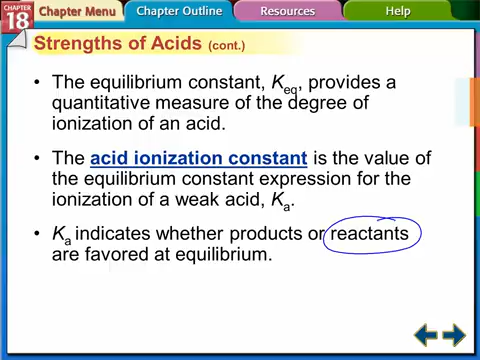 CHAPTER 18 Chapter Menu Chapter Outline Resources Help
Strengths of Acids (cont.)
• The equilibrium constant, Keq, provides a
quantitative measure of the degree of
ionization of an acid.
• The acid ionization constant is the value of
the equilibrium constant expression for the
ionization of a weak acid, Ka.
• Ka indicates whether products or reactants
are favored at equilibrium.